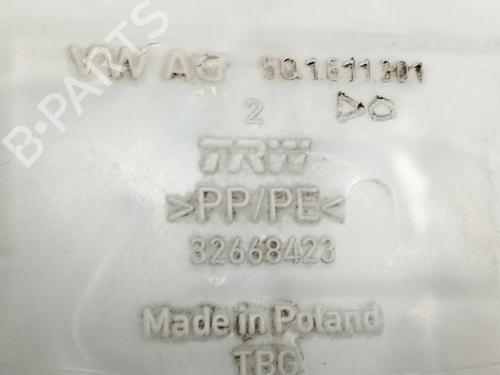 VW AG 5Q1.611.301
2
TRW
>PP/PE<
32668423
Made in Poland
TBG
B-PARTS